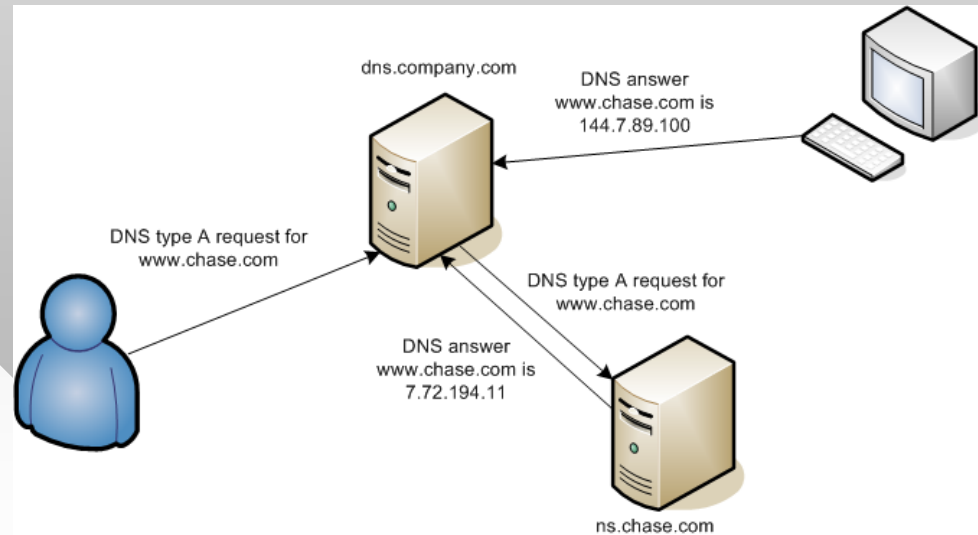 dns.company.com
DNS answer
www.chase.com is
144.7.89.100
DNS type A request for
www.chase.com
DNS type A request for
www.chase.com
DNS answer
www.chase.com is
7.72.194.11
ns.chase.com